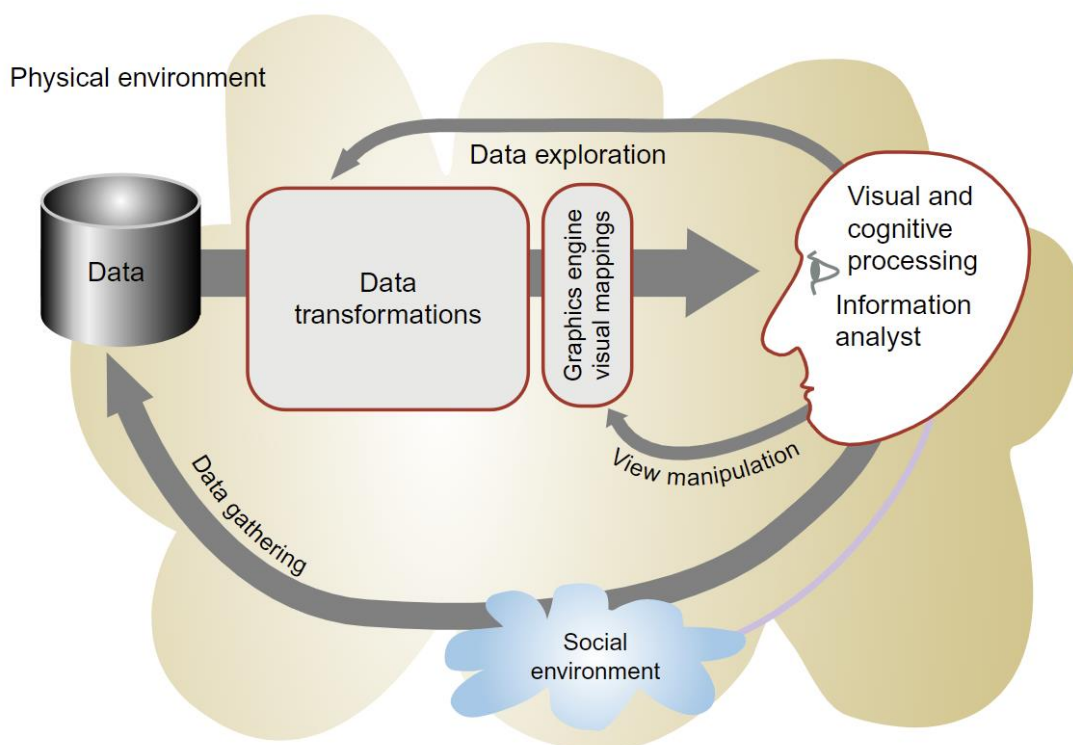 Physical environment
Data exploration
Data
Data
transformations
Graphics engine
visual mappings
Visual and
cognitive
processing
Information
analyst
View manipulation
Data gathering
Social
environment